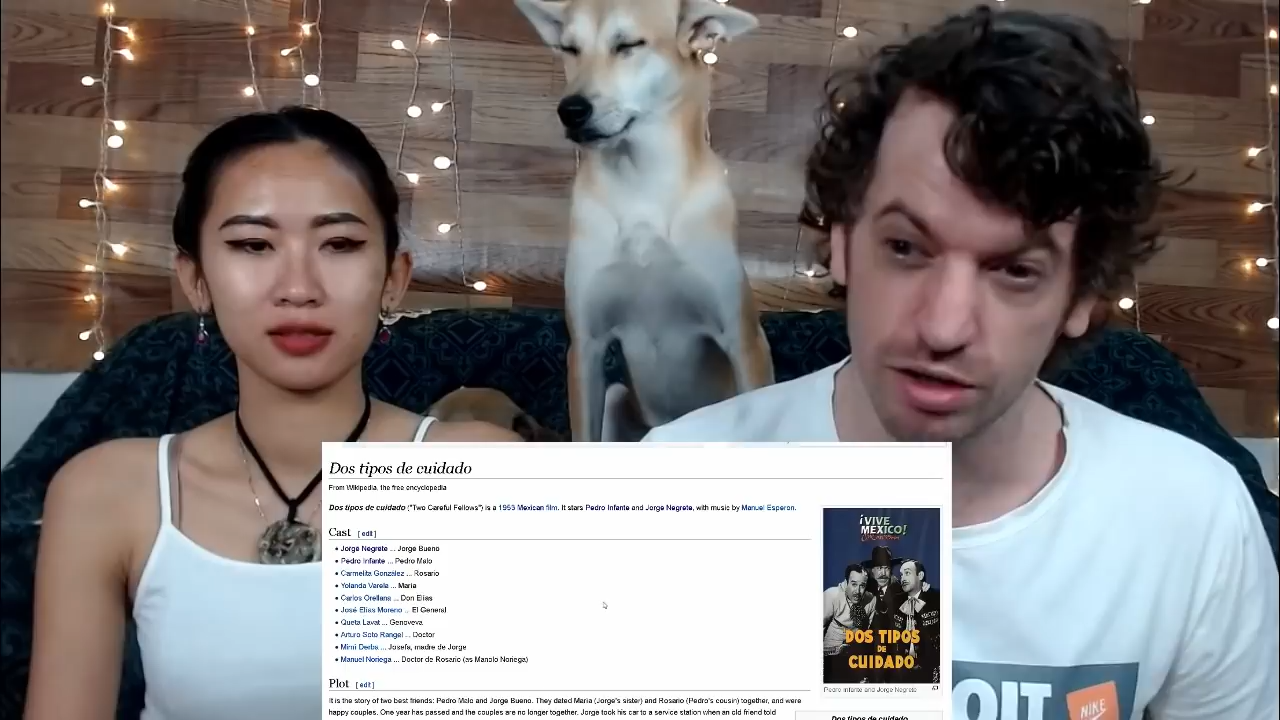 Dos tipos de cuidado
From Wikipedia, the free encyclopedia
Dos tipos de cuidado ("Two Careful Fellows") is a 1953 Mexican film. It stars Pedro Infante and Jorge Negrete, with music by Manuel Esperon.
Cast [edit]
• Jorge Negrete ... Jorge Bueno
• Pedro Infante ... Pedro Malo
• Carmelita González ... Rosario
• Yolanda Varela ... Maria
• Carlos Orellana ... Don Elias
• José Elías Moreno ... El General
• Queta Lavat ... Genoveva
• Arturo Soto Rangel ... Doctor
• Mimí Derba ... Josefa, madre de Jorge
• Manuel Noriega ... Doctor de Rosario (as Manolo Noriega)
¡VIVE
MEXICO!
DOS TIPOS
DE
CUIDADO
Pedro Infante and Jorge Negrete
Plot [edit]
It is the story of two best friends: Pedro Malo and Jorge Bueno. They dated Maria (Jorge's sister) and Rosario (Pedro's cousin) together, and were
happy couples. One year has passed and the couples are no longer together. Jorge took his car to a service station when an old friend told
Dos tipos de cuidado
OIT
NIKE